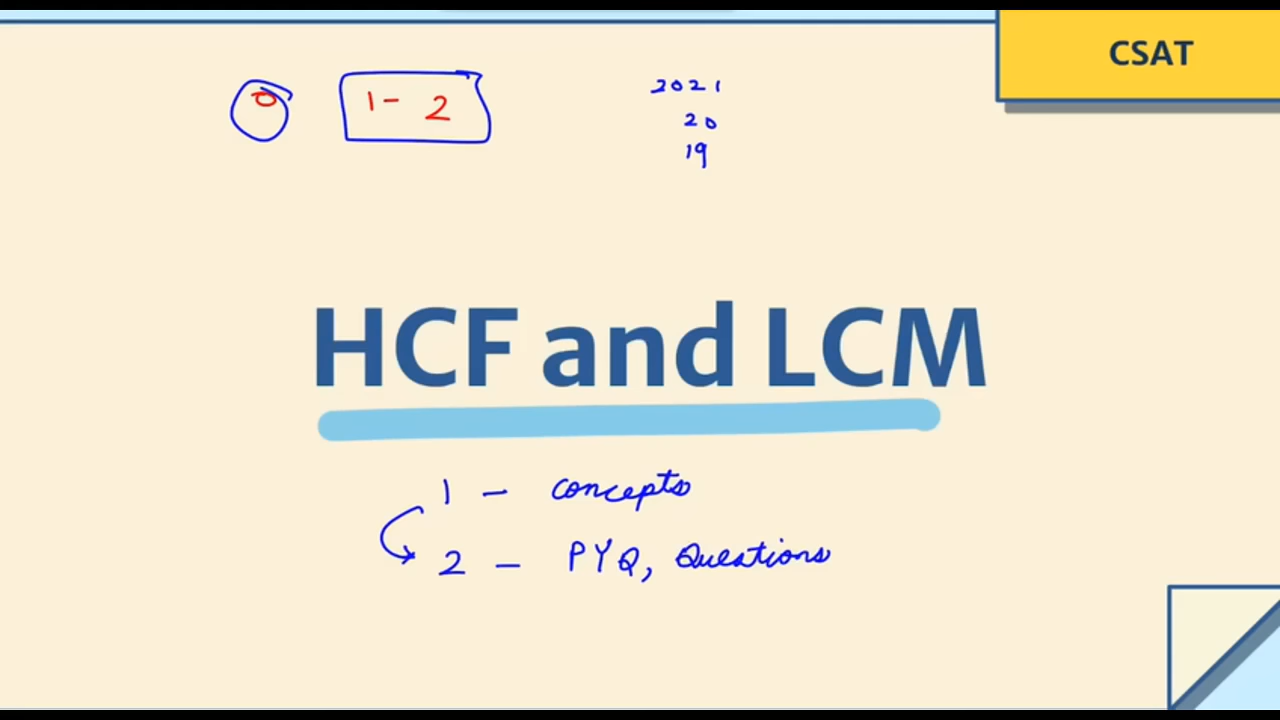 CSAT
0 1 - 2
2021
20
19
HCF and LCM
1 - concepts
2 - PYQ, Questions